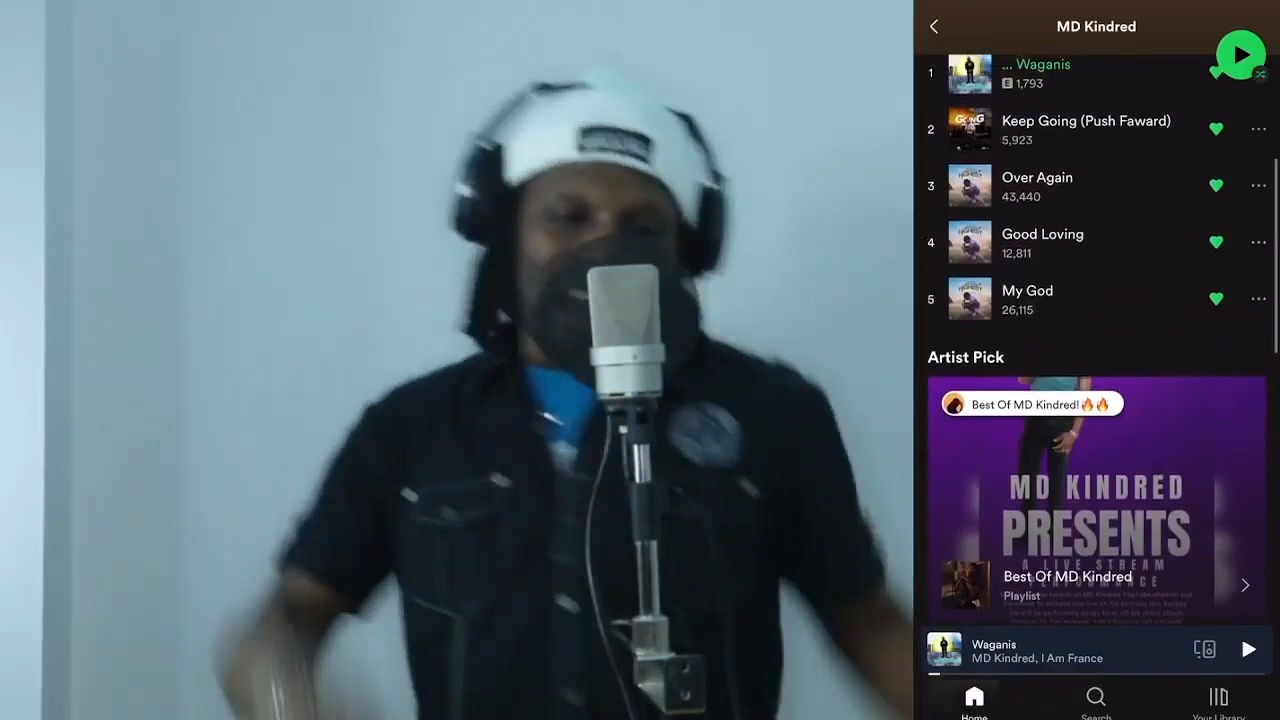 MD Kindred
1
... Waganis
E 1,793
2
Keep Going (Push Faward)
5,923
3
Over Again
43,440
4
Good Loving
12,811
5
My God
26,115
Artist Pick
Best Of MD Kindred!🔥🔥
MD KINDRED
PRESENTS
A LIVE STREAM
Best Of MD Kindred
Playlist
Waganis
MD Kindred, I Am France
Home
Search
Your Library